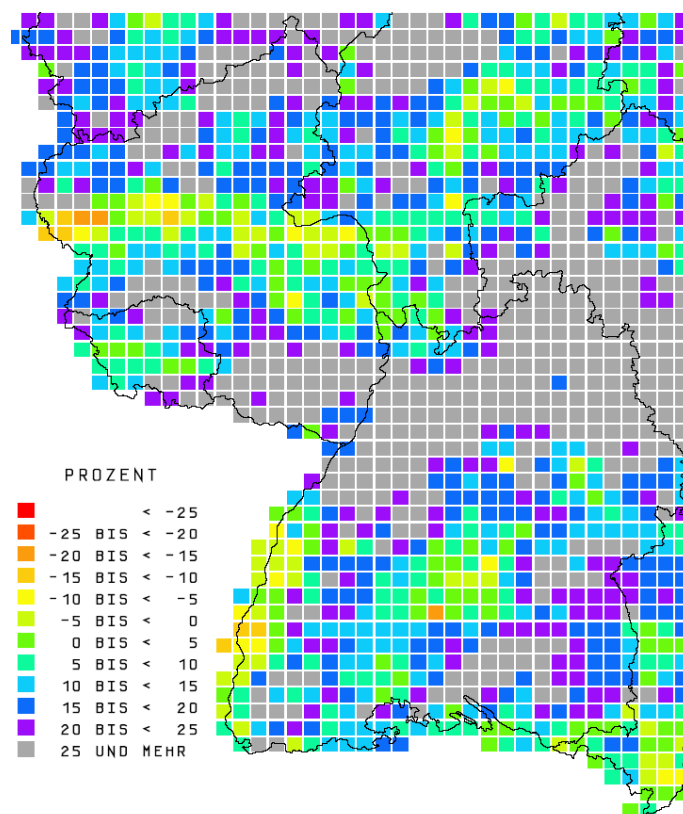 PROZENT
< -25
-25 BIS < -20
-20 BIS < -15
-15 BIS < -10
-10 BIS < -5
-5 BIS < 0
0 BIS < 5
5 BIS < 10
10 BIS < 15
15 BIS < 20
20 BIS < 25
25 UND MEHR